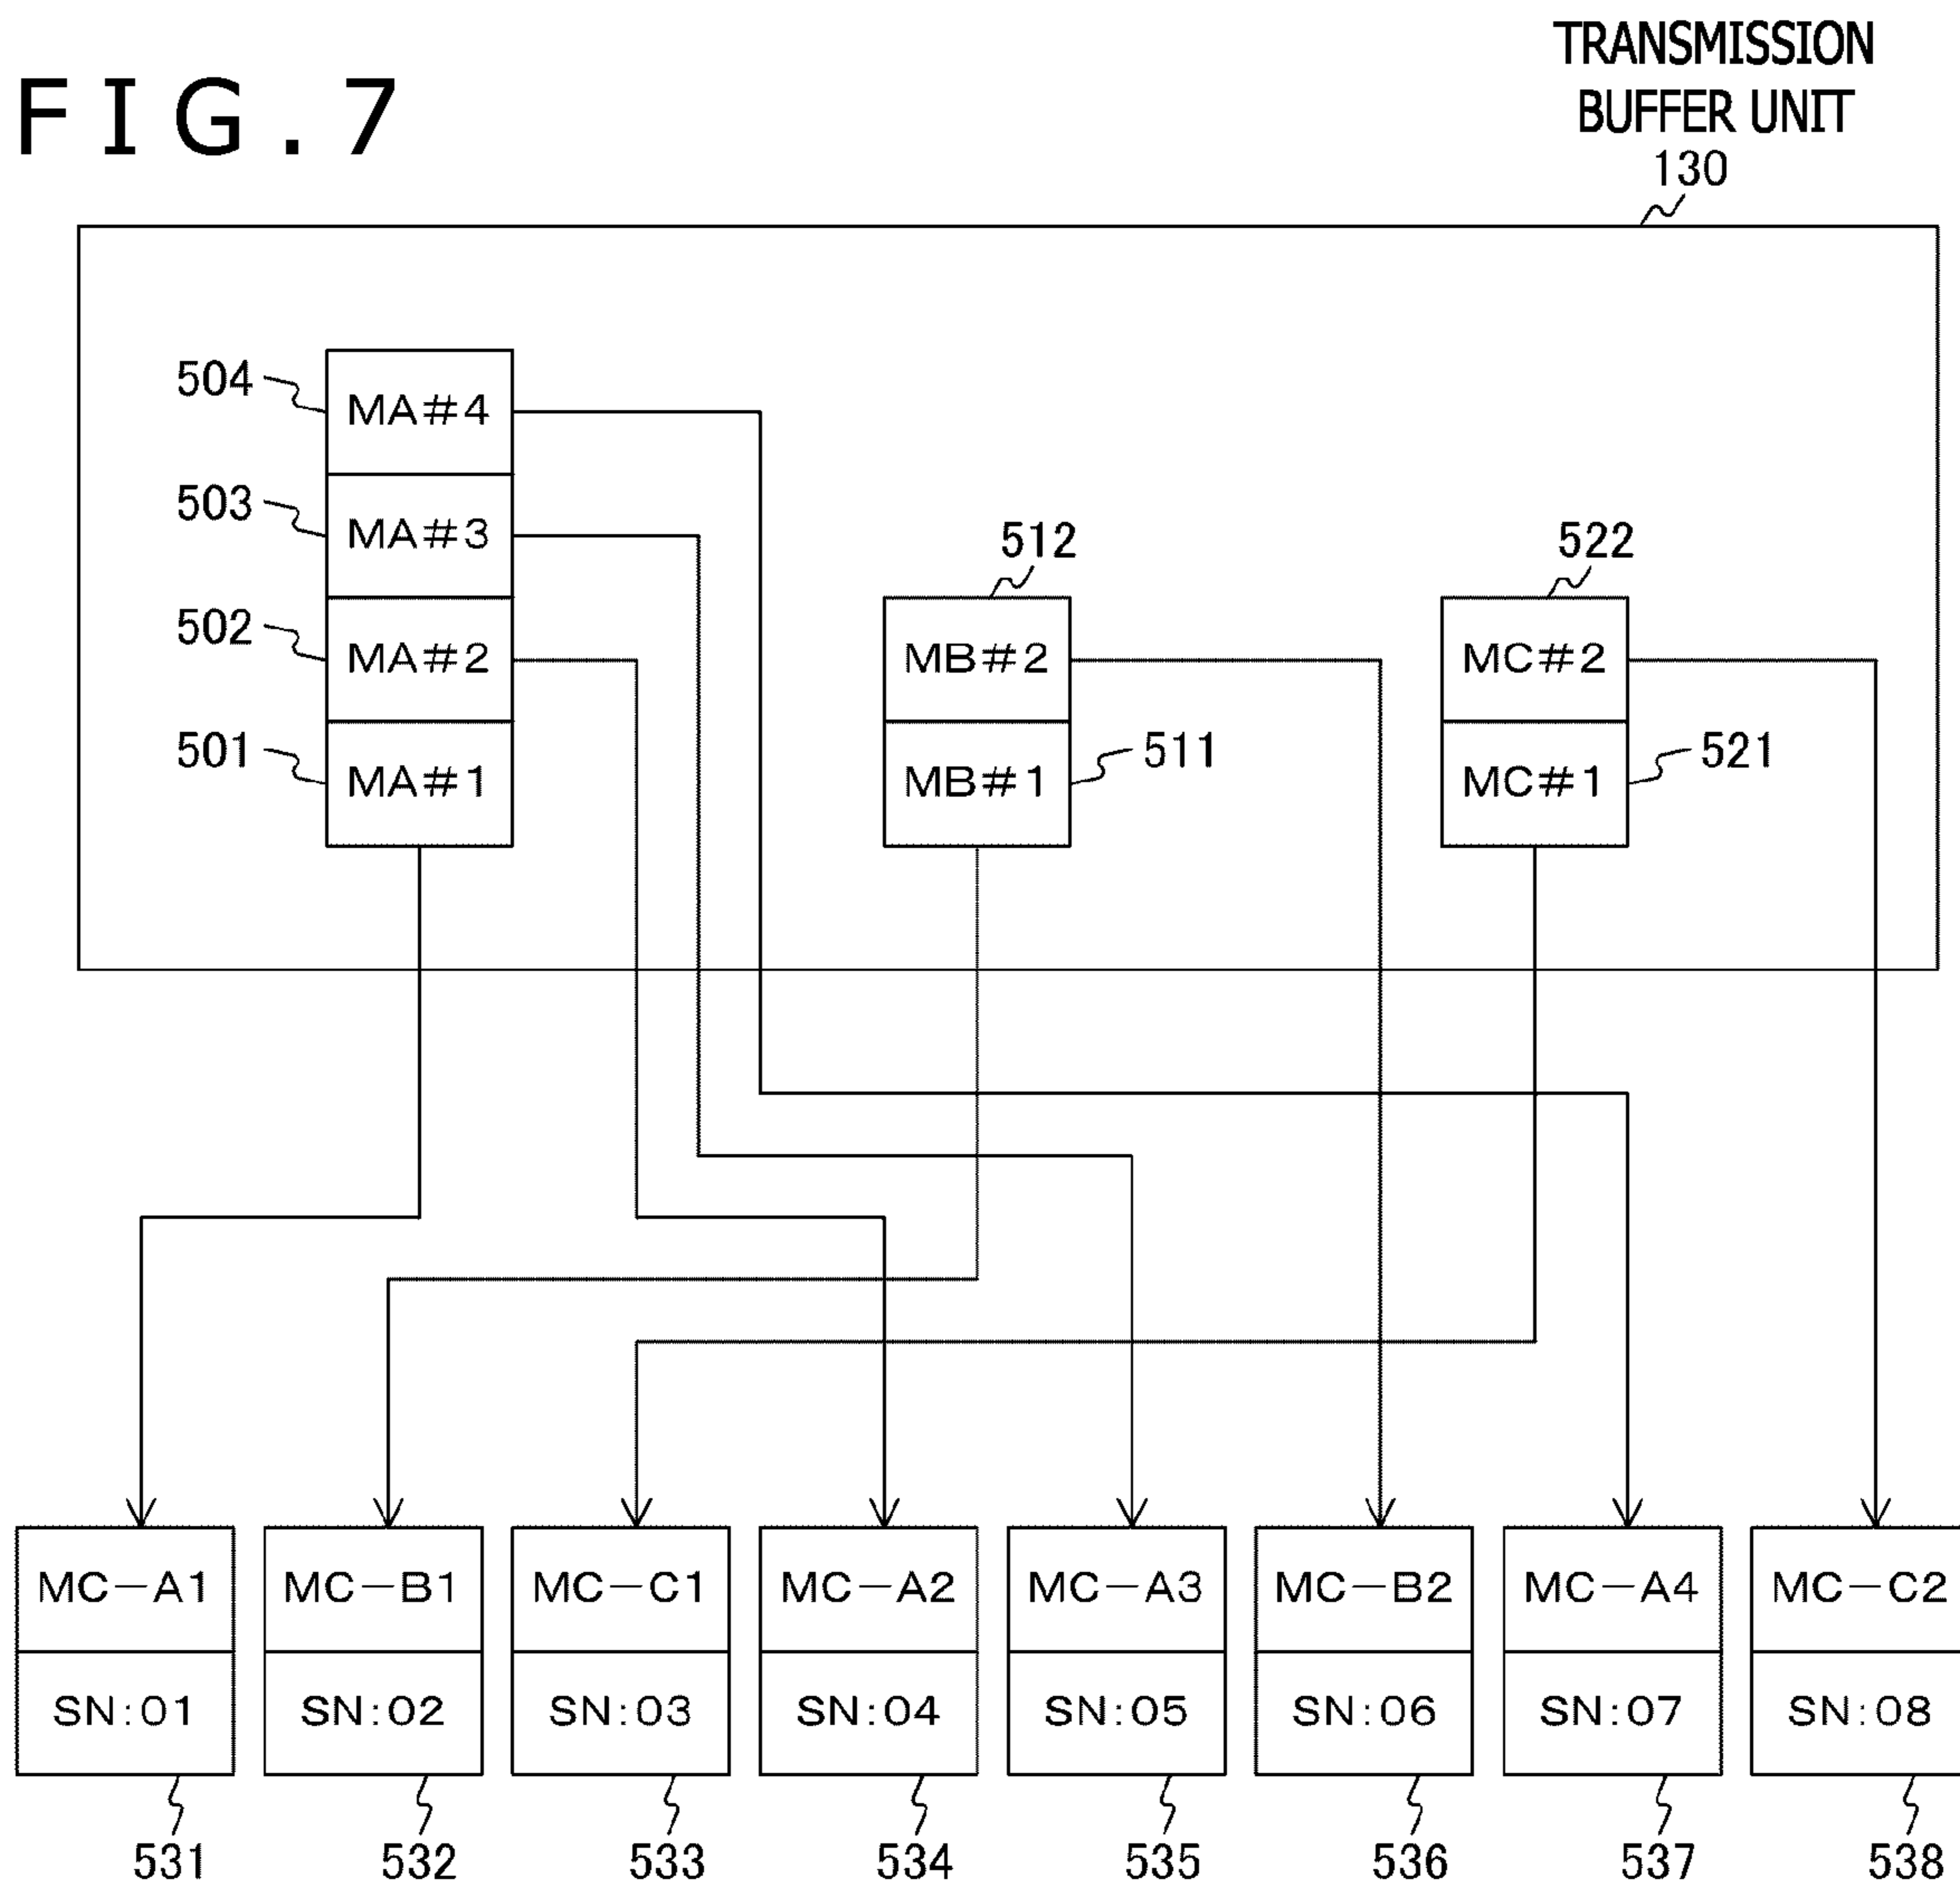 FIG.7
TRANSMISSION
BUFFER UNIT
130
504
MA#4
503
MA#3
512
522
502
MA#2
MB#2
MC#2
501
MA#1
MB#1
511
MC#1
521
MC-A1
MC-B1
MC-C1
MC-A2
MC-A3
MC-B2
MC-A4
MC-C2
SN:01
SN:02
SN:03
SN:04
SN:05
SN:06
SN:07
SN:08
531
532
533
534
535
536
537
538